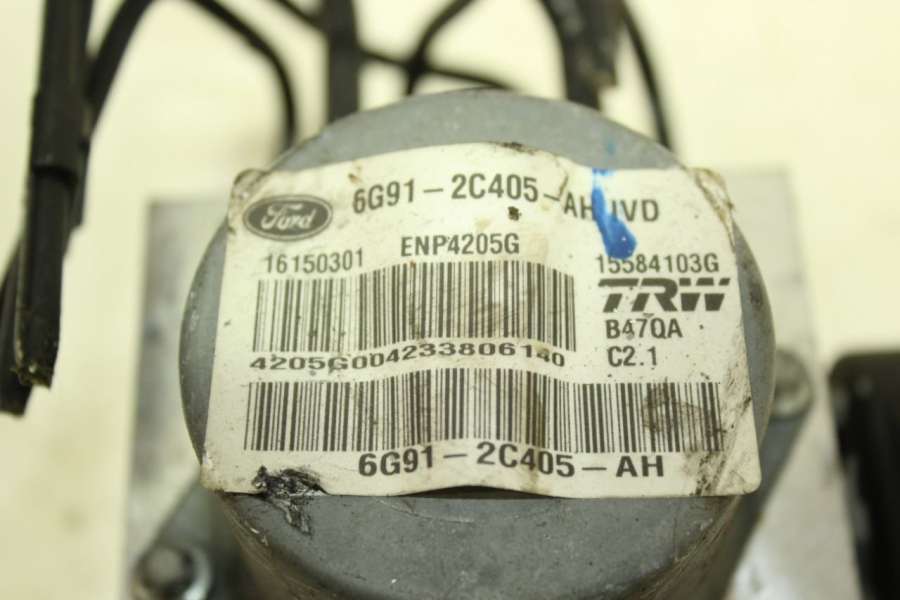 Ford
6G91-2C405-AH IVD
ENP4205G
16150301
15584103G
TRW
B47QA
C2.1
4205G004233806140
6G91-2C405-AH